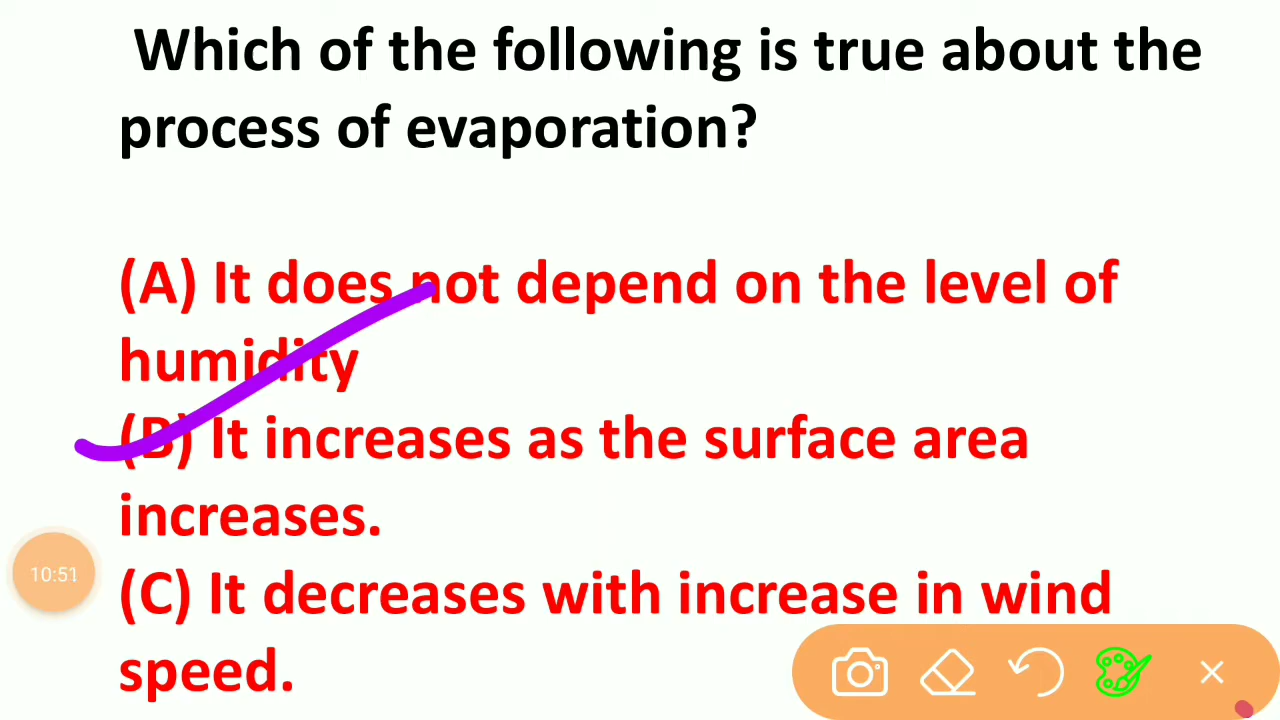 Which of the following is true about the
process of evaporation?
(A) It does not depend on the level of
humidity
(B) It increases as the surface area
increases.
(C) It decreases with increase in wind
speed.
10:51